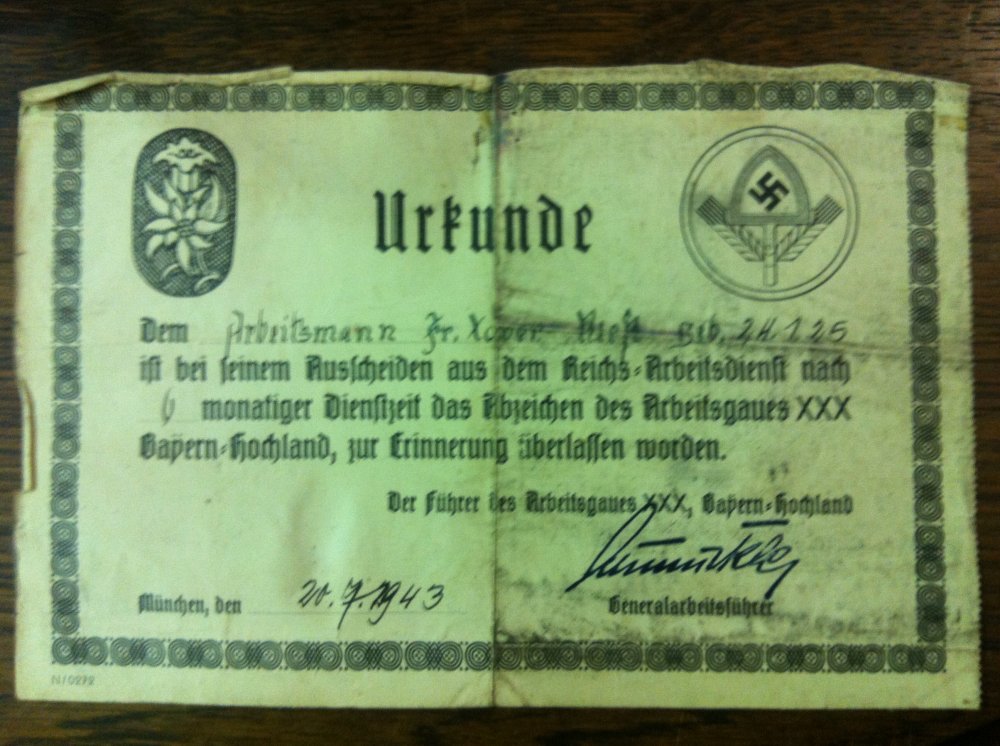 Urkunde
Dem Arbeitsmann Fr. Xaver geb. 24.1.25
ist bei seinem Ausscheiden aus dem Reichs=Arbeitsdienst nach
6 monatiger Dienstzeit das Abzeichen des Arbeitsgaues XXX
Bayern=Hochland, zur Erinnerung überlassen worden.
Der Führer des Arbeitsgaues XXX, Bayern=Hochland
München, den 20.7.1943
Generalarbeitsführer
N/0272